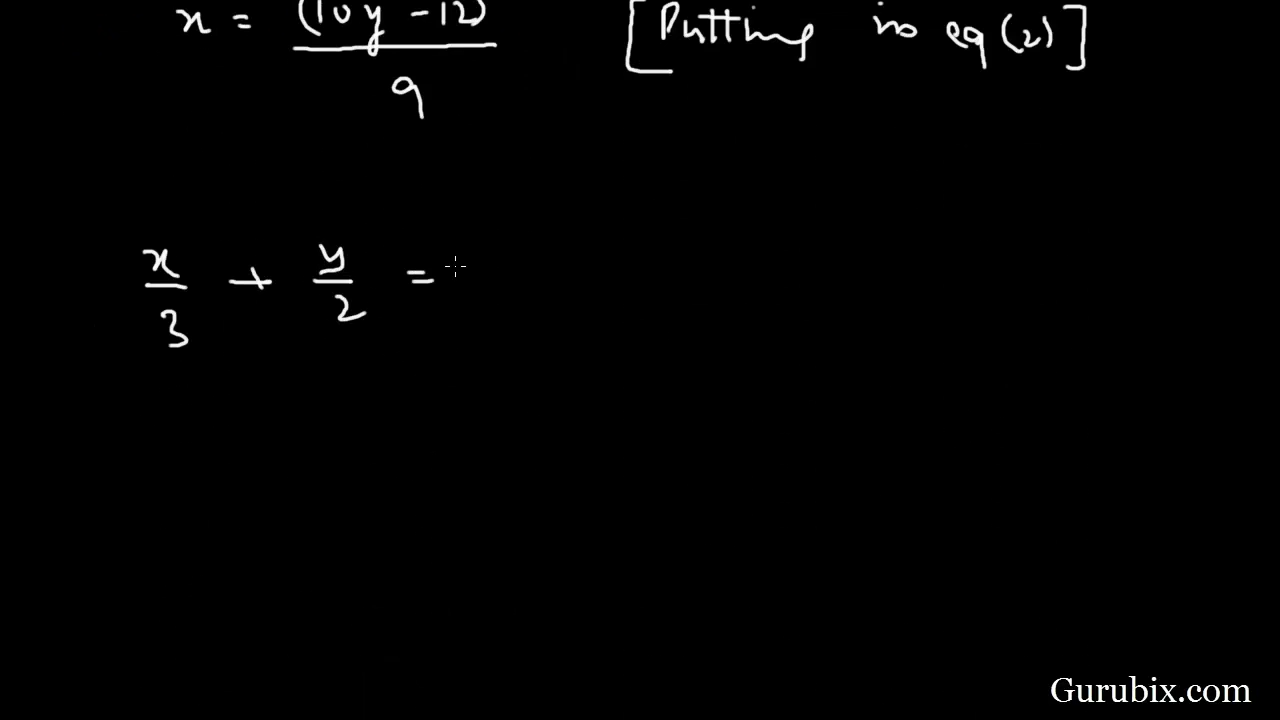 x = (10y - 12) / 9 [Putting in eq (2)]
x/3 + y/2 =
Gurubix.com